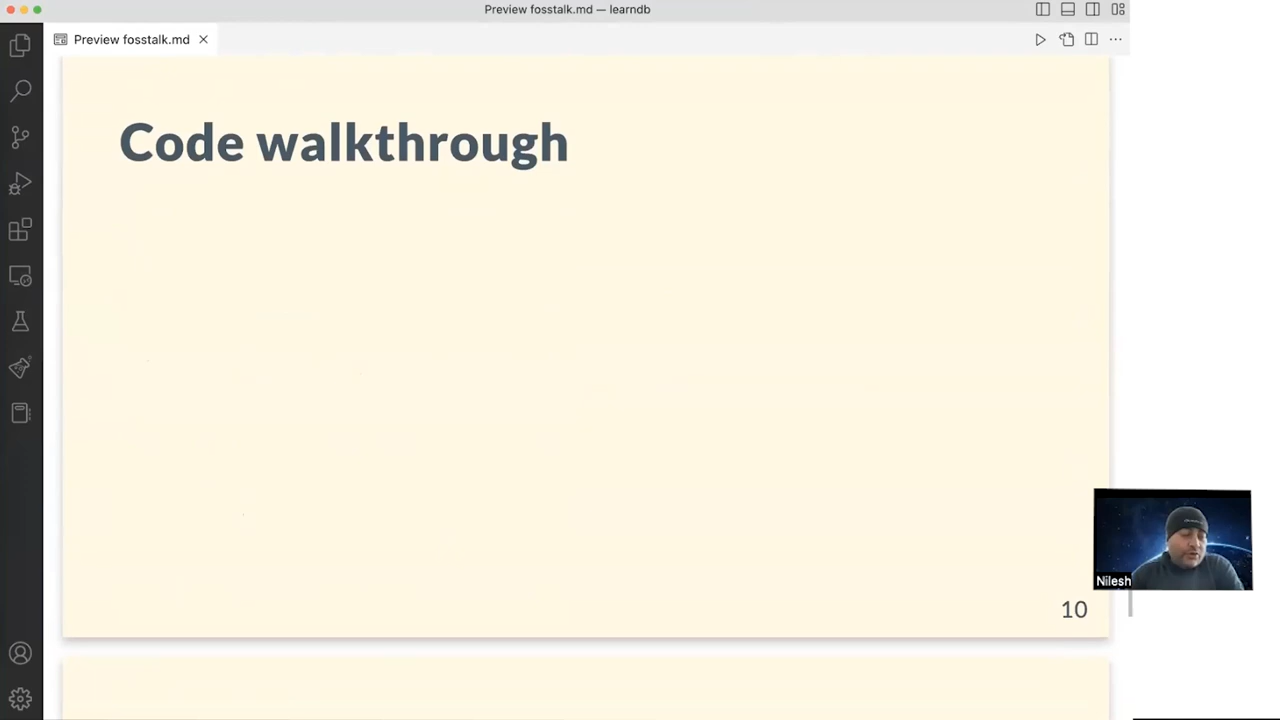 Preview fosstalk.md — learndb
Preview fosstalk.md
Code walkthrough
Nilesh
10